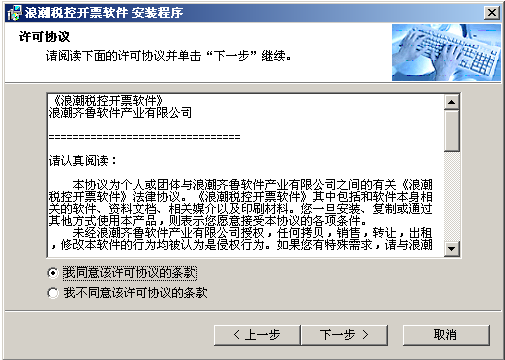 浪潮税控开票软件 安装程序
许可协议
请阅读下面的许可协议并单击“下一步”继续。
《浪潮税控开票软件》
浪潮齐鲁软件产业有限公司
================================
请认真阅读：
本协议为个人或团体与浪潮齐鲁软件产业有限公司之间的有关《浪潮
税控开票软件》法律协议。《浪潮税控开票软件》其中包括和软件本身相
关的软件、资料文档、相关媒介以及印刷材料。您一旦安装、复制或通过
其他方式使用本产品，则表示您愿意接受本协议的各项条件。
未经浪潮齐鲁软件产业有限公司授权，任何拷贝，销售，转让，出租
，修改本软件的行为均被认为是侵权行为。如果您有特殊需求，请与浪潮
我同意该许可协议的条款
我不同意该许可协议的条款
< 上一步
下一步 >
取消